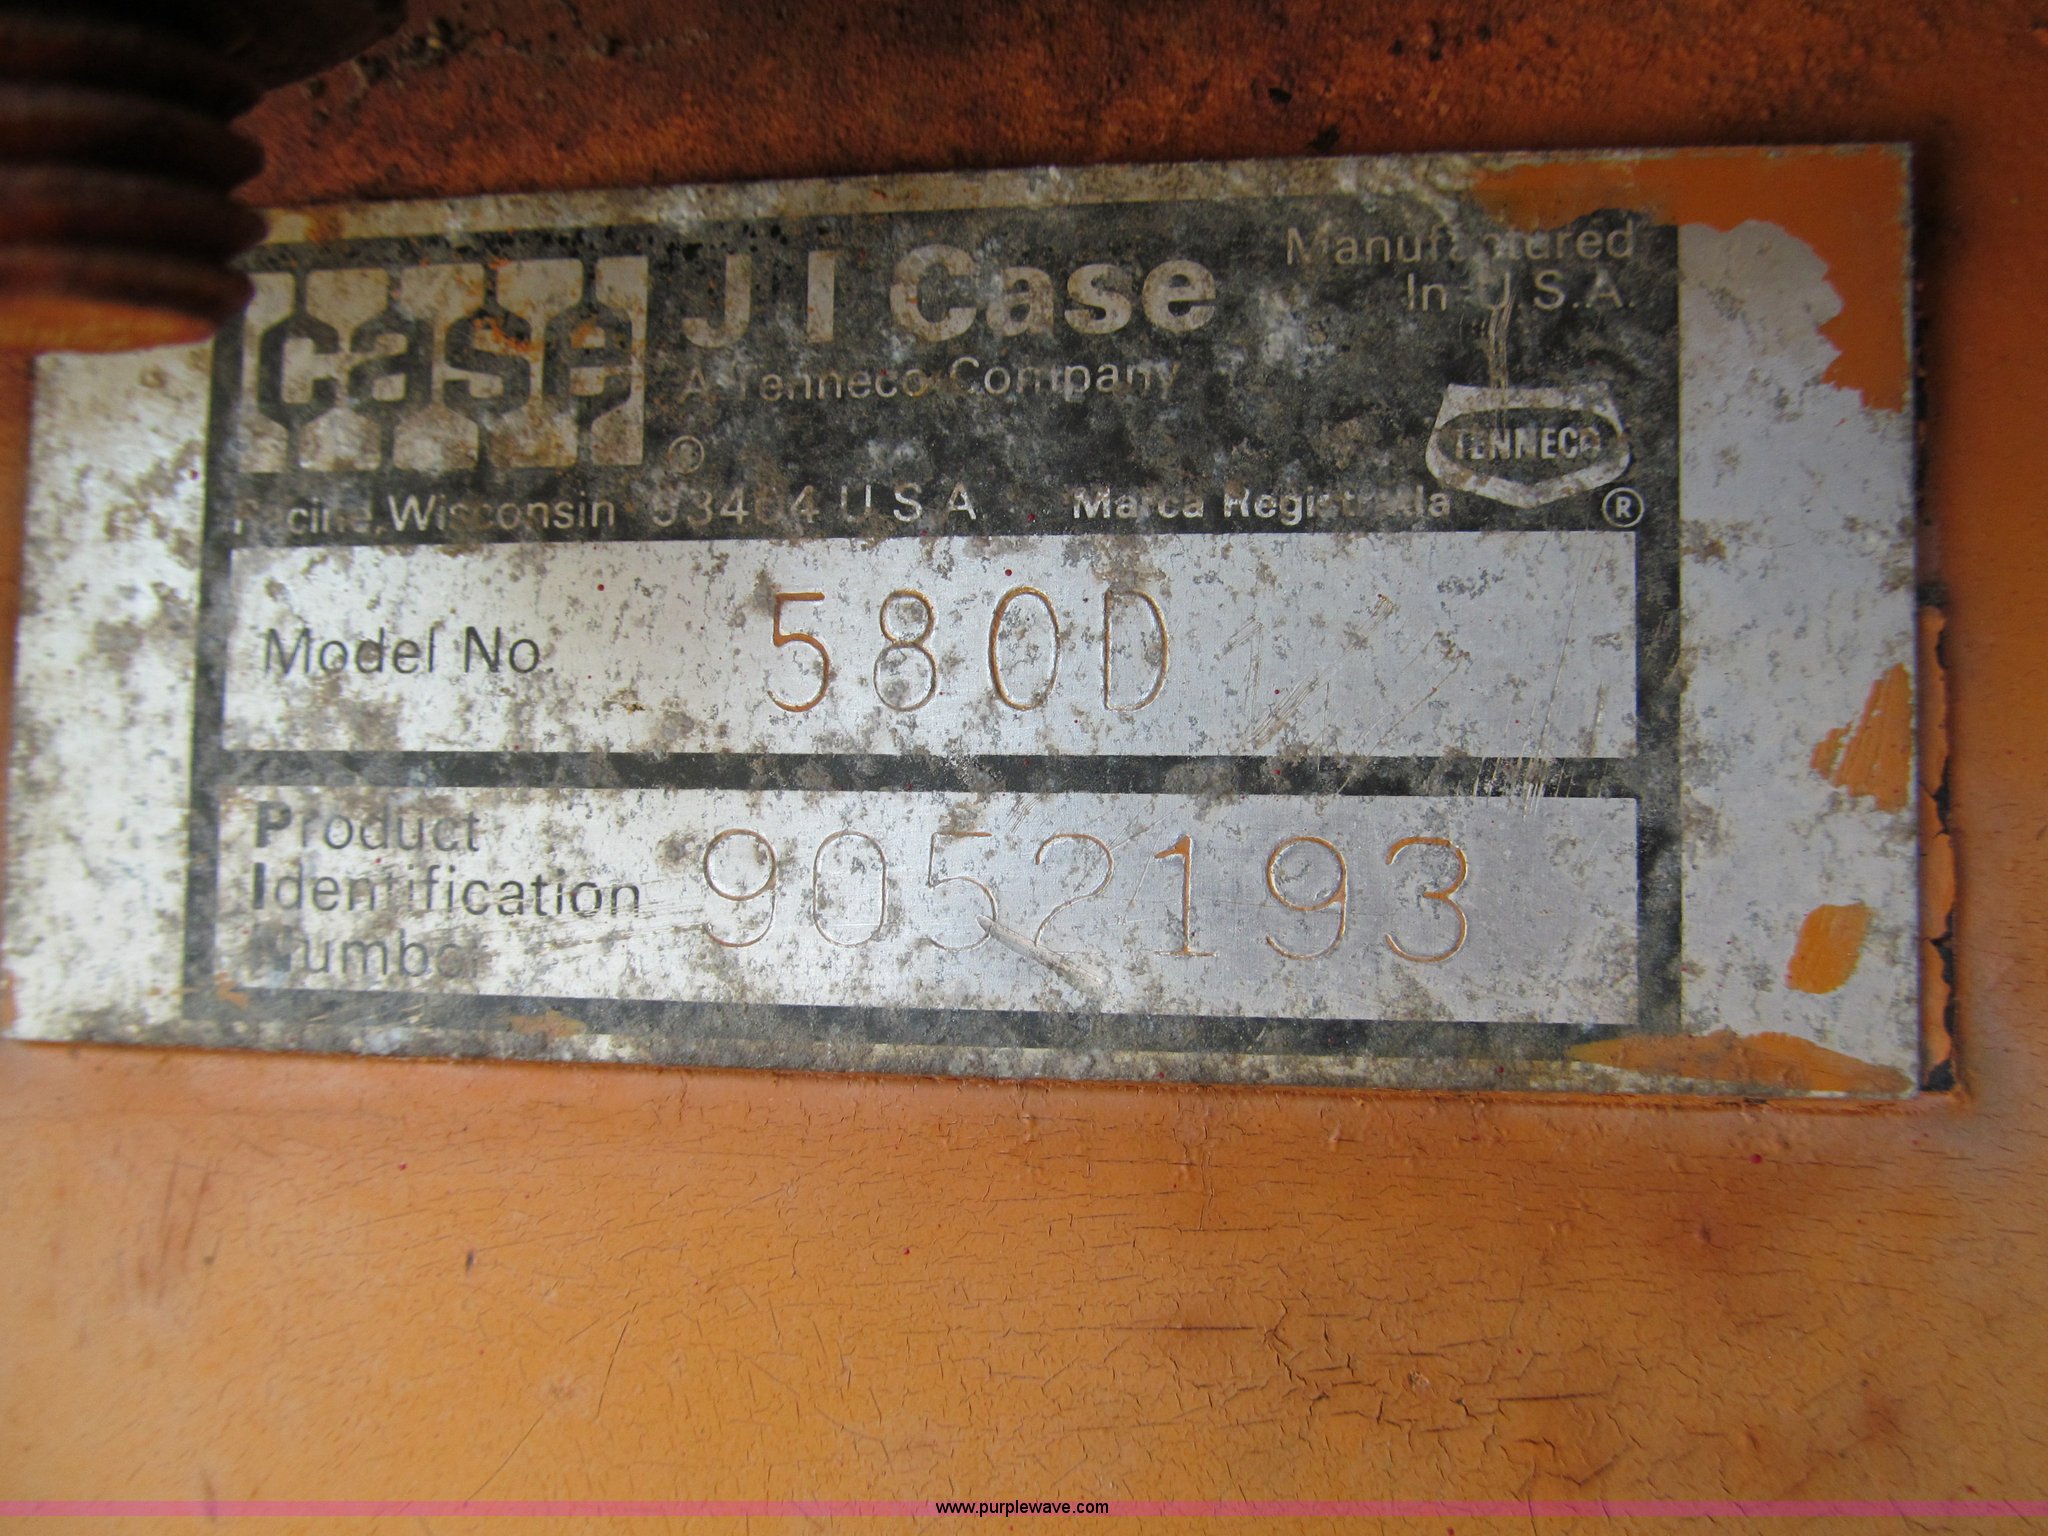 case
J I Case
Manufactured
In U.S.A.
A Tenneco Company
TENNECO
®
®
Racine, Wisconsin 53404 U.S.A.
Marca Registrada
Model No. 580D
Product
Identification
Number
9052193
www.purplewave.com